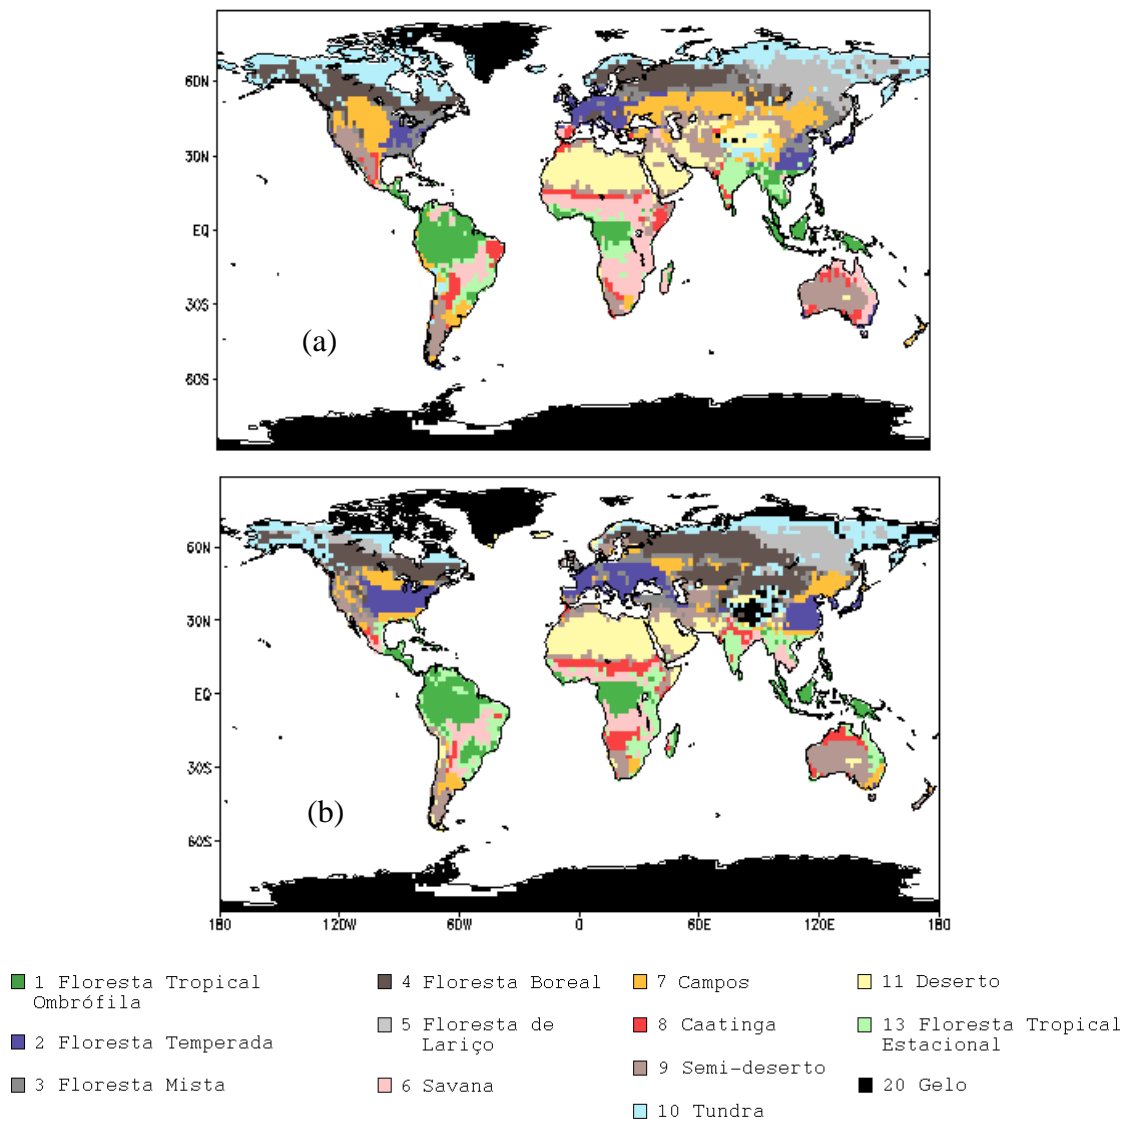 60N
30N
EQ
30S
60S
(a)
60N
30N
EQ
30S
60S
(b)
180 120W 60W 0 60E 120E 180
1 Floresta Tropical
Ombrófila
2 Floresta Temperada
3 Floresta Mista
4 Floresta Boreal
5 Floresta de
Lariço
6 Savana
7 Campos
8 Caatinga
9 Semi-deserto
10 Tundra
11 Deserto
13 Floresta Tropical
Estacional
20 Gelo